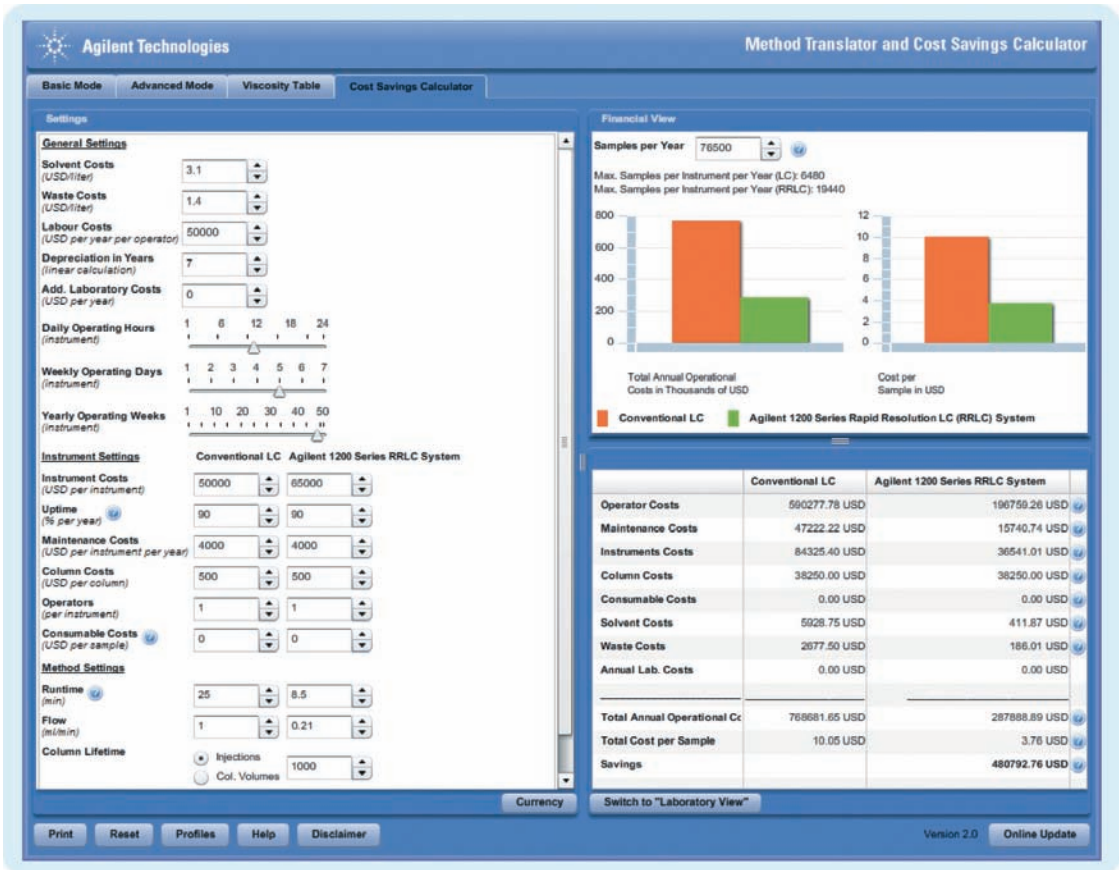 Agilent Technologies
Method Translator and Cost Savings Calculator
Basic Mode Advanced Mode Viscosity Table Cost Savings Calculator
Settings
General Settings
Solvent Costs 3.1
(USD/liter)
Waste Costs 1.4
(USD/liter)
Labour Costs 50000
(USD per year per operator)
Depreciation in Years 7
(linear calculation)
Add. Laboratory Costs 0
(USD per year)
1 6 12 18 24
Daily Operating Hours
(instrument)
1 2 3 4 5 6 7
Weekly Operating Days
(instrument)
1 10 20 30 40 50
Yearly Operating Weeks
(instrument)
Instrument Settings Conventional LC Agilent 1200 Series RRLC System
Instrument Costs 50000 65000
(USD per instrument)
Uptime 90 90
(% per year)
Maintenance Costs 4000 4000
(USD per instrument per year)
Column Costs 500 500
(USD per column)
Operators 1 1
(per instrument)
Consumable Costs 0 0
(USD per sample)
Method Settings
Runtime 25 8.5
(min)
Flow 1 0.21
(ml/min)
Column Lifetime
Injections 1000
Col. Volumes
Currency
Financial View
Samples per Year 76500
Max. Samples per Instrument per Year (LC): 6480
Max. Samples per Instrument per Year (RRLC): 19440
800
600
400
200
0
12
10
8
6
4
2
0
Total Annual Operational
Costs in Thousands of USD
Cost per
Sample in USD
Conventional LC Agilent 1200 Series Rapid Resolution LC (RRLC) System
Conventional LC Agilent 1200 Series RRLC System
Operator Costs 590277.78 USD 196759.26 USD
Maintenance Costs 47222.22 USD 15740.74 USD
Instruments Costs 84325.40 USD 36541.01 USD
Column Costs 38250.00 USD 38250.00 USD
Consumable Costs 0.00 USD 0.00 USD
Solvent Costs 5928.75 USD 411.87 USD
Waste Costs 2677.50 USD 186.01 USD
Annual Lab. Costs 0.00 USD 0.00 USD
Total Annual Operational Cc 768681.65 USD 287888.89 USD
Total Cost per Sample 10.05 USD 3.76 USD
Savings 480792.76 USD
Switch to "Laboratory View"
Print Reset Profiles Help Disclaimer
Version 2.0 Online Update